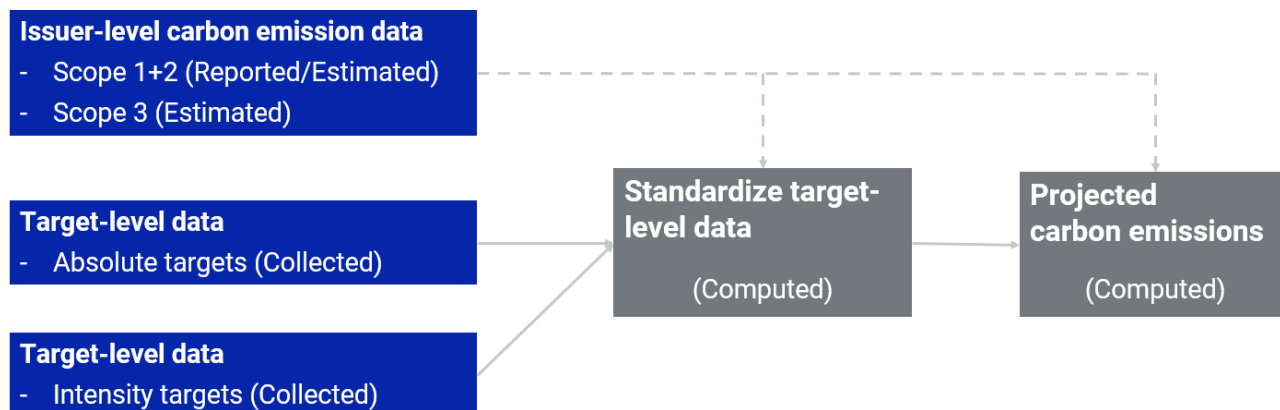 Issuer-level carbon emission data
- Scope 1+2 (Reported/Estimated)
- Scope 3 (Estimated)
Target-level data
- Absolute targets (Collected)
Target-level data
- Intensity targets (Collected)
Standardize target-
level data
(Computed)
Projected
carbon emissions
(Computed)